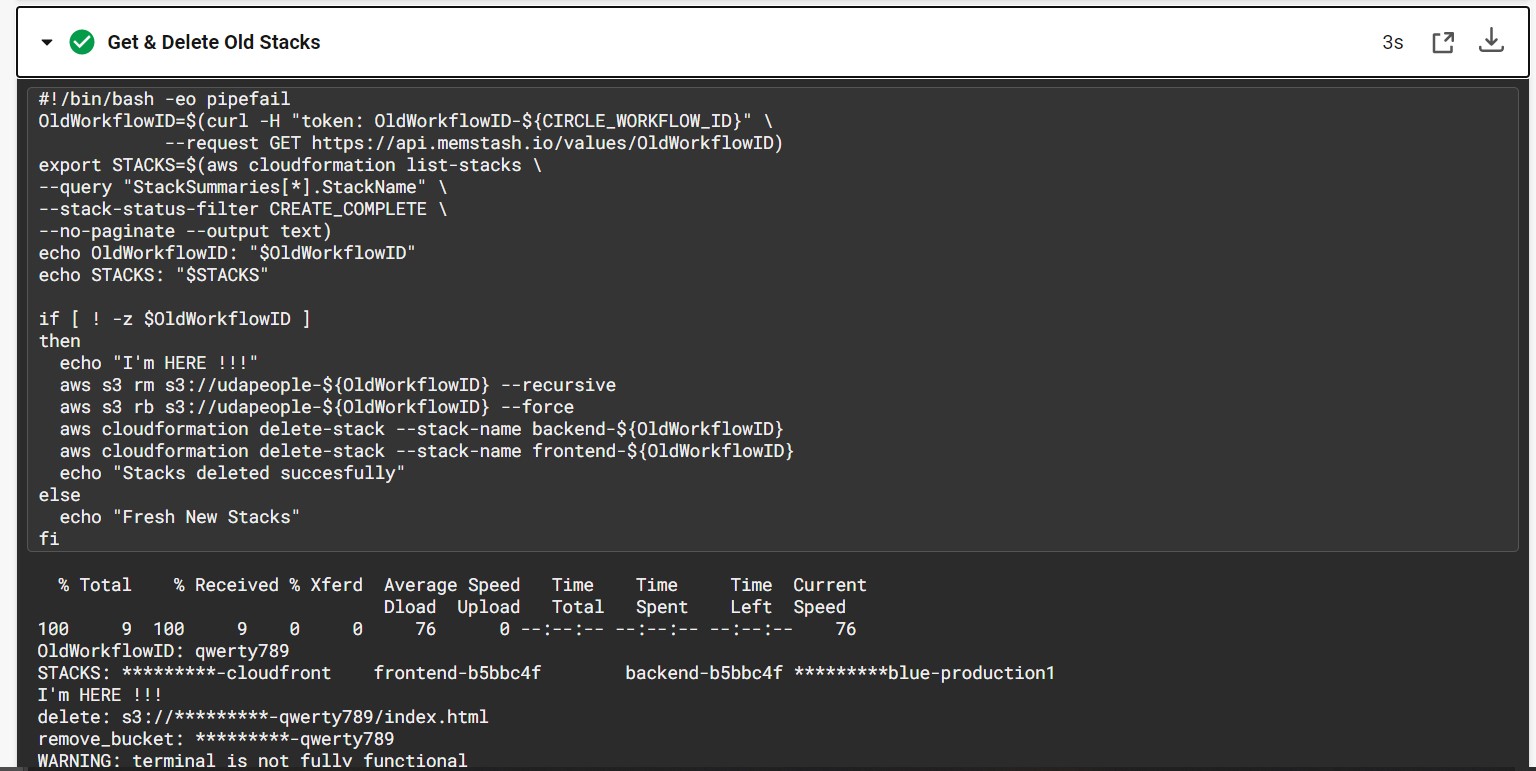 Get & Delete Old Stacks 3s
#!/bin/bash -eo pipefail
OldWorkflowID=$(curl -H "token: OldWorkflowID-${CIRCLE_WORKFLOW_ID}" \
            --request GET https://api.memstash.io/values/OldWorkflowID)
export STACKS=$(aws cloudformation list-stacks \
--query "StackSummaries[*].StackName" \
--stack-status-filter CREATE_COMPLETE \
--no-paginate --output text)
echo OldWorkflowID: "$OldWorkflowID"
echo STACKS: "$STACKS"

if [ ! -z $OldWorkflowID ]
then
  echo "I'm HERE !!!"
  aws s3 rm s3://udapeople-${OldWorkflowID} --recursive
  aws s3 rb s3://udapeople-${OldWorkflowID} --force
  aws cloudformation delete-stack --stack-name backend-${OldWorkflowID}
  aws cloudformation delete-stack --stack-name frontend-${OldWorkflowID}
  echo "Stacks deleted succesfully"
else
  echo "Fresh New Stacks"
fi

  % Total    % Received % Xferd  Average Speed   Time    Time     Time  Current
                                 Dload  Upload   Total   Spent    Left  Speed
100     9  100     9    0     0     76      0 --:--:-- --:--:-- --:--:--    76
OldWorkflowID: qwerty789
STACKS: *********-cloudfront    frontend-b5bbc4f        backend-b5bbc4f *********blue-production1
I'm HERE !!!
delete: s3://*********-qwerty789/index.html
remove_bucket: *********-qwerty789
WARNING: terminal is not fully functional